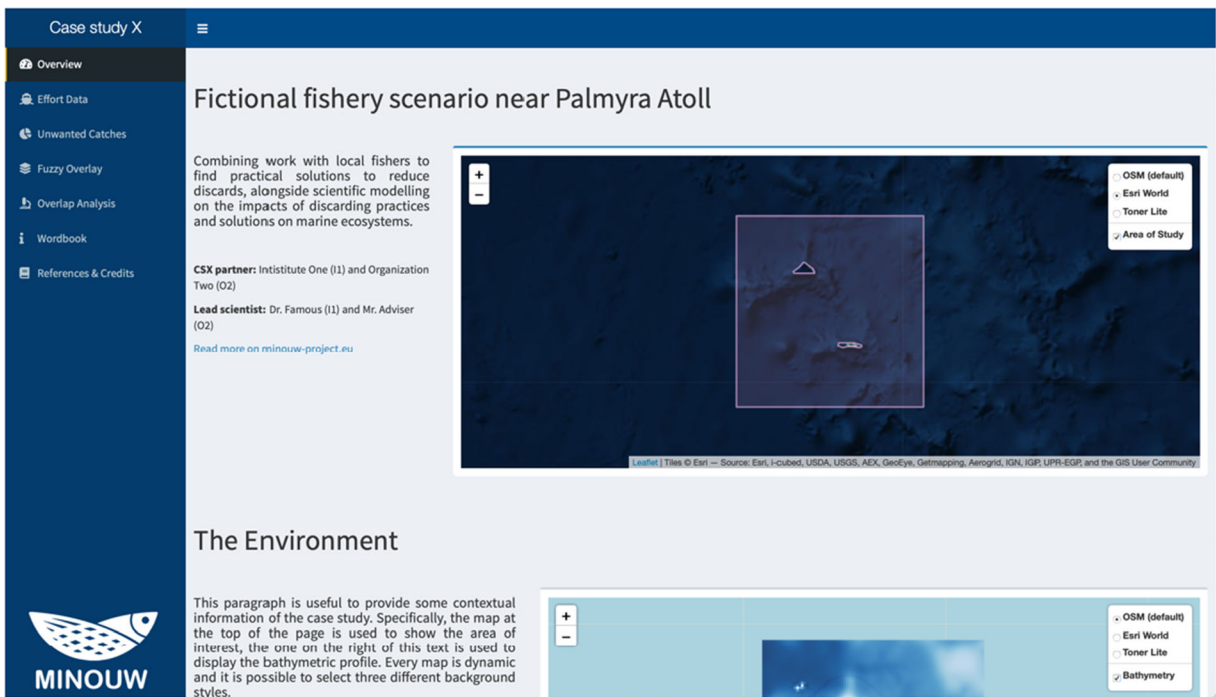 Case study X
Overview
Effort Data
Unwanted Catches
Fuzzy Overlay
Overlap Analysis
Wordbook
References & Credits
MINOUW
Fictional fishery scenario near Palmyra Atoll
Combining work with local fishers to
find practical solutions to reduce
discards, alongside scientific modelling
on the impacts of discarding practices
and solutions on marine ecosystems.
CSX partner: Intistitute One (I1) and Organization
Two (O2)
Lead scientist: Dr. Famous (I1) and Mr. Adviser
(O2)
Read more on minouw-project.eu
+
−
OSM (default)
Esri World
Toner Lite
Area of Study
Leaflet | Tiles © Esri — Source: Esri, i-cubed, USDA, USGS, AEX, GeoEye, Getmapping, Aerogrid, IGN, IGP, UPR-EGP, and the GIS User Community
The Environment
This paragraph is useful to provide some contextual
information of the case study. Specifically, the map at
the top of the page is used to show the area of
interest, the one on the right of this text is used to
display the bathymetric profile. Every map is dynamic
and it is possible to select three different background
styles.
+
−
OSM (default)
Esri World
Toner Lite
Bathymetry